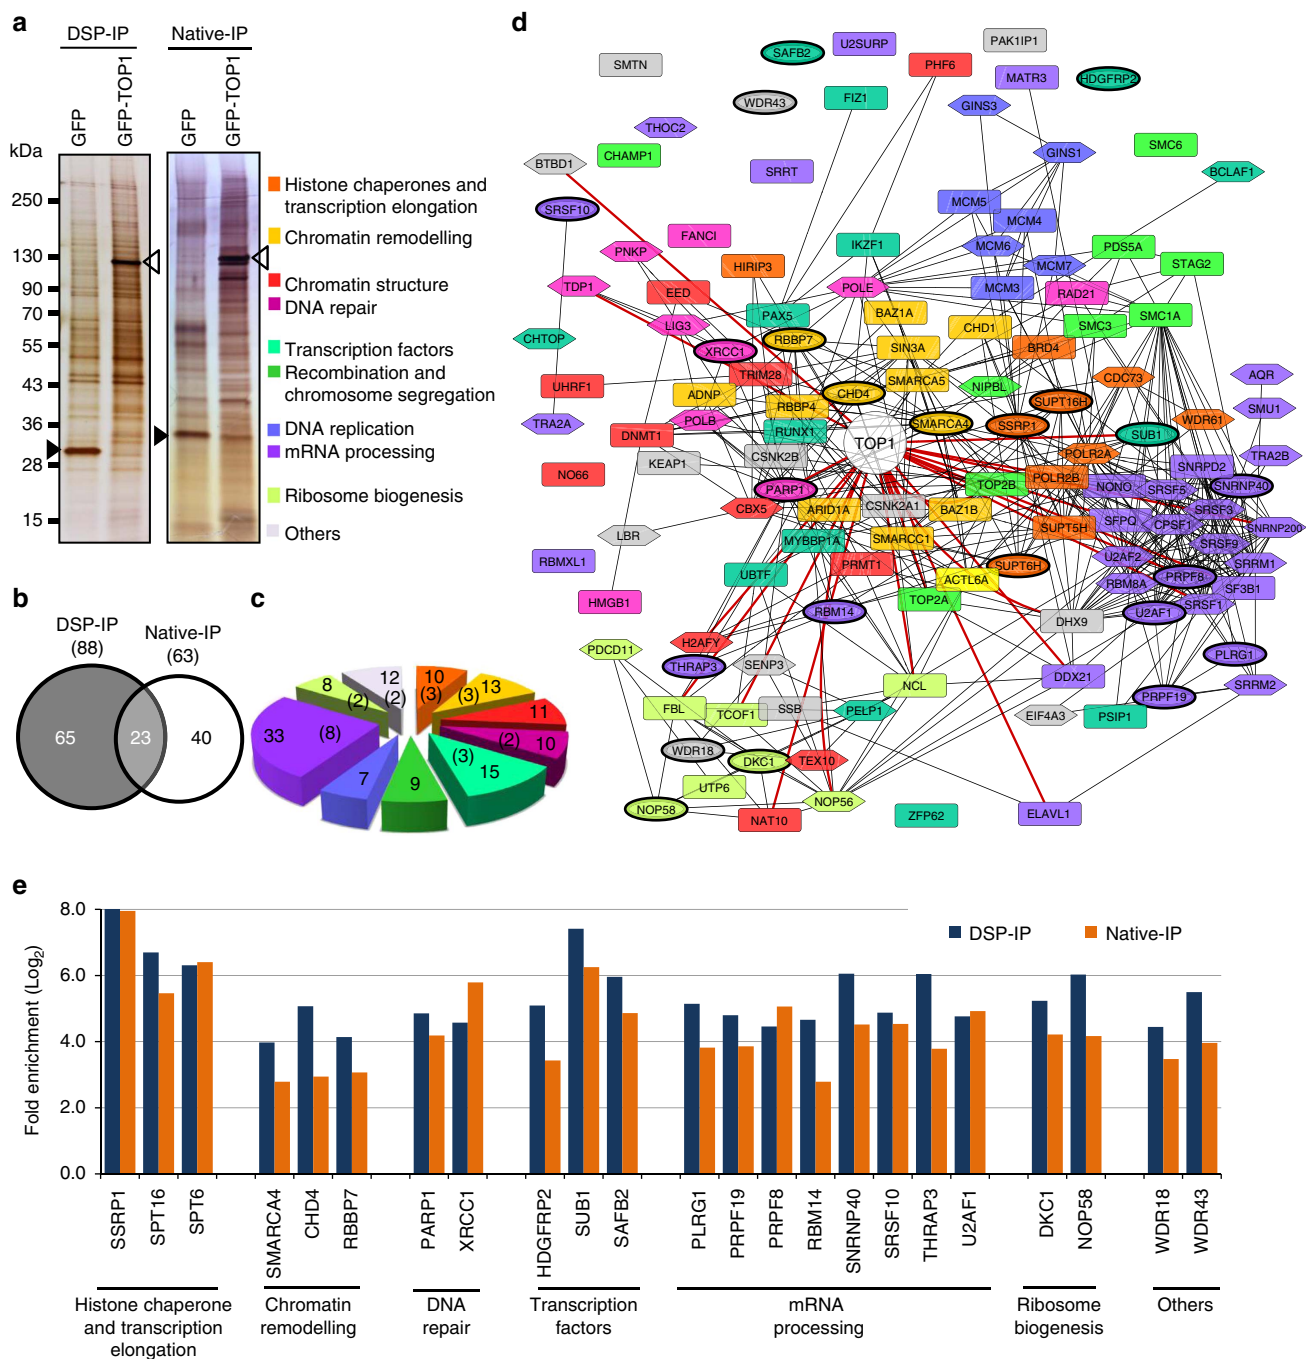 a
DSP-IP
Native-IP
GFP
GFP-TOP1
GFP
GFP-TOP1
kDa
250
130
90
70
55
43
36
28
15
Histone chaperones and
transcription elongation
Chromatin remodelling
Chromatin structure
DNA repair
Transcription factors
Recombination and
chromosome segregation
DNA replication
mRNA processing
Ribosome biogenesis
Others
b
DSP-IP
(88)
Native-IP
(63)
65
23
40
c
10
(3)
13
(3)
11
10
(2)
15
(3)
9
7
33
(8)
8
(2)
12
(2)
d
SMTN
SAFB2
U2SURP
PAK1IP1
PHF6
MATR3
HDGFRP2
WDR43
FIZ1
GINS3
THOC2
BTBD1
CHAMP1
SRRT
GINS1
SMC6
BCLAF1
SRSF10
MCM5
MCM4
FANCI
PNKP
HIRIP3
IKZF1
MCM6
MCM7
PDS5A
STAG2
TDP1
EED
POLE
MCM3
RAD21
LIG3
PAX5
BAZ1A
CHD1
SMC3
SMC1A
CHTOP
XRCC1
RBBP7
SIN3A
BRD4
UHRF1
TRIM28
SMARCA5
NIPBL
CDC73
AQR
ADNP
RBBP4
CHD4
SUPT16H
SMU1
TRA2A
POLB
RUNX1
SMARCA4
SSRP1
WDR61
SUB1
DNMT1
TOP1
KEAP1
CSNK2B
POLR2A
TRA2B
NO66
TOP2B
POLR2B
SNRPD2
PARP1
NONO
SRSF5
SNRNP40
CBX5
ARID1A
CSNK2A1
BAZ1B
SRSF3
LBR
MYBBP1A
SMARCC1
SUPT5H
SFPQ
CPSF1
SNRNP200
SRSF9
RBMXL1
UBTF
PRMT1
SUPT6H
U2AF2
SRRM1
ACTL6A
RBM8A
PRPF8
SF3B1
HMGB1
RBM14
TOP2A
DHX9
U2AF1
SRSF1
PDCD11
H2AFY
THRAP3
SENP3
PLRG1
NCL
DDX21
SRRM2
FBL
TCOF1
SSB
PELP1
PRPF19
EIF4A3
PSIP1
WDR18
DKC1
TEX10
UTP6
NOP58
NOP56
NAT10
ZFP62
ELAVL1
e
Fold enrichment (Log2)
8.0
6.0
4.0
2.0
0.0
DSP-IP
Native-IP
SSRP1
SPT16
SPT6
SMARCA4
CHD4
RBBP7
PARP1
XRCC1
HDGFRP2
SUB1
SAFB2
PLRG1
PRPF19
PRPF8
RBM14
SNRNP40
SRSF10
THRAP3
U2AF1
DKC1
NOP58
WDR18
WDR43
Histone chaperone
and transcription
elongation
Chromatin
remodelling
DNA
repair
Transcription
factors
mRNA
processing
Ribosome
biogenesis
Others